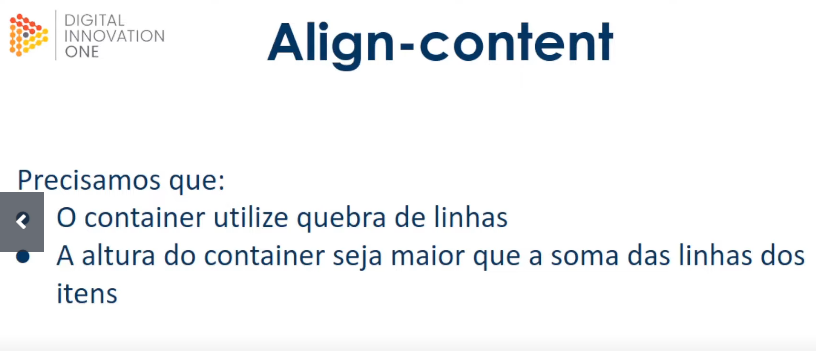 DIGITAL
INNOVATION
ONE
Align-content
Precisamos que:
O container utilize quebra de linhas
A altura do container seja maior que a soma das linhas dos
itens